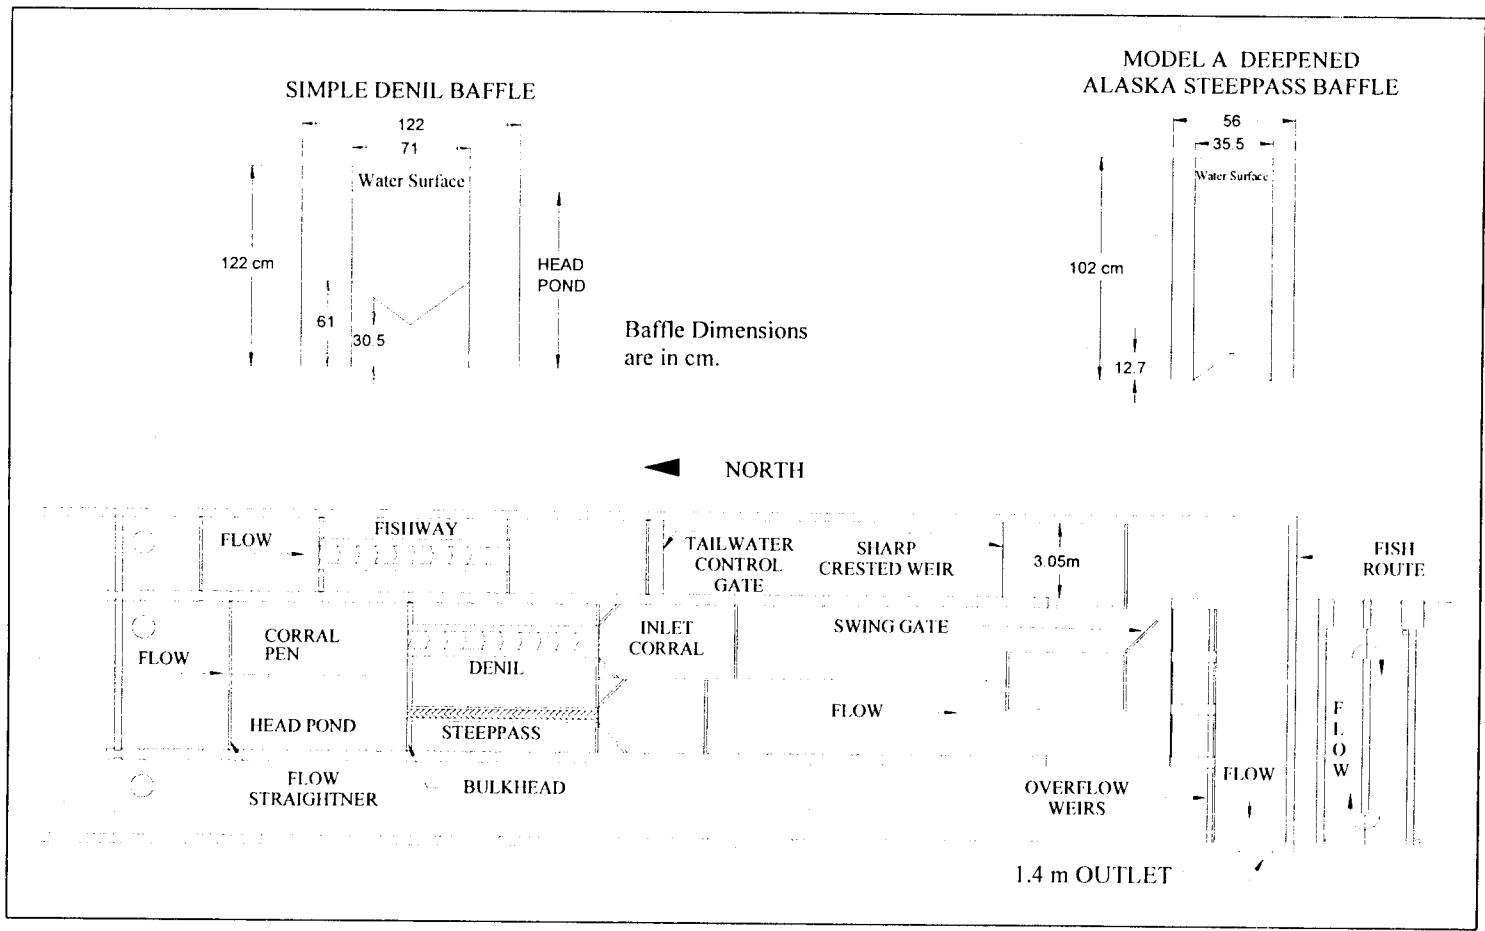 SIMPLE DENIL BAFFLE
122
71
Water Surface
122 cm
61
30.5
HEAD
POND
Baffle Dimensions
are in cm.
MODEL A DEEPENED
ALASKA STEEPPASS BAFFLE
56
35.5
Water Surface
102 cm
12.7
NORTH
FLOW
FISHWAY
TAILWATER
CONTROL
GATE
SHARP
CRESTED WEIR
3.05m
FISH
ROUTE
FLOW
CORRAL
PEN
DENIL
INLET
CORRAL
SWING GATE
HEAD POND
STEEPPASS
FLOW
FLOW
STRAIGHTNER
BULKHEAD
OVERFLOW
WEIRS
FLOW
FLOW
1.4 m OUTLET